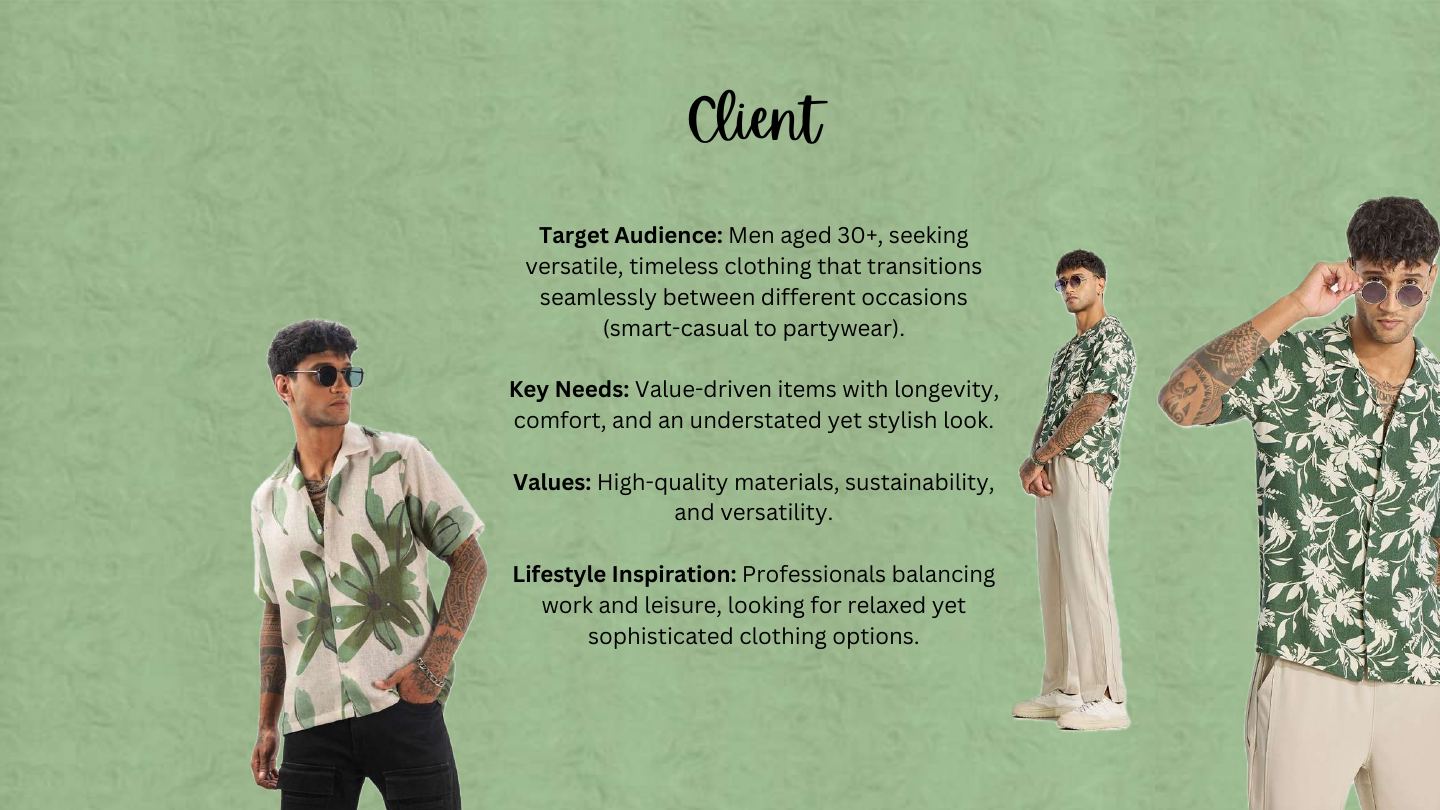 Client
Target Audience: Men aged 30+, seeking
versatile, timeless clothing that transitions
seamlessly between different occasions
(smart-casual to partywear).
Key Needs: Value-driven items with longevity,
comfort, and an understated yet stylish look.
Values: High-quality materials, sustainability,
and versatility.
Lifestyle Inspiration: Professionals balancing
work and leisure, looking for relaxed yet
sophisticated clothing options.